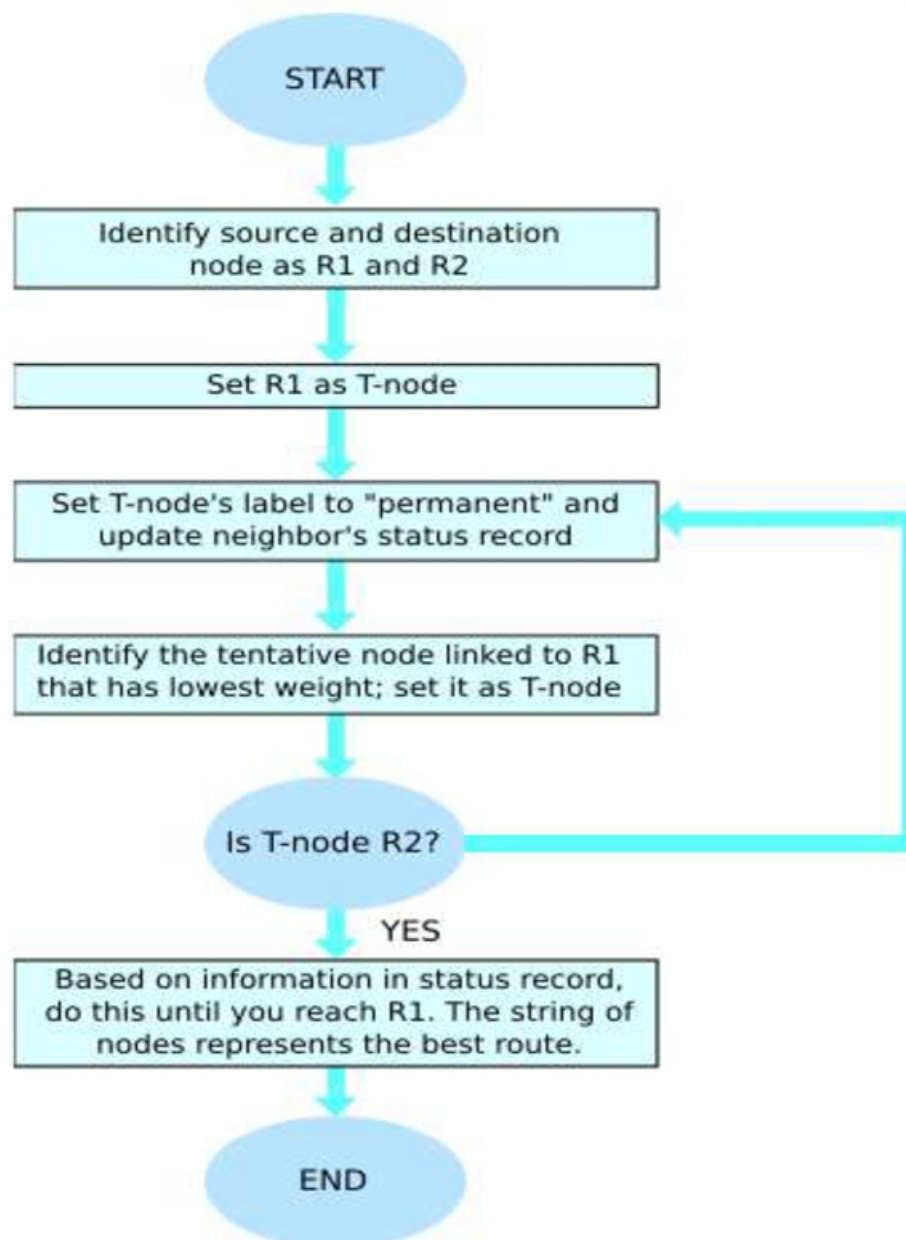 START
Identify source and destination
node as R1 and R2
Set R1 as T-node
Set T-node's label to "permanent" and
update neighbor's status record
Identify the tentative node linked to R1
that has lowest weight; set it as T-node
Is T-node R2?
YES
Based on information in status record,
do this until you reach R1. The string of
nodes represents the best route.
END